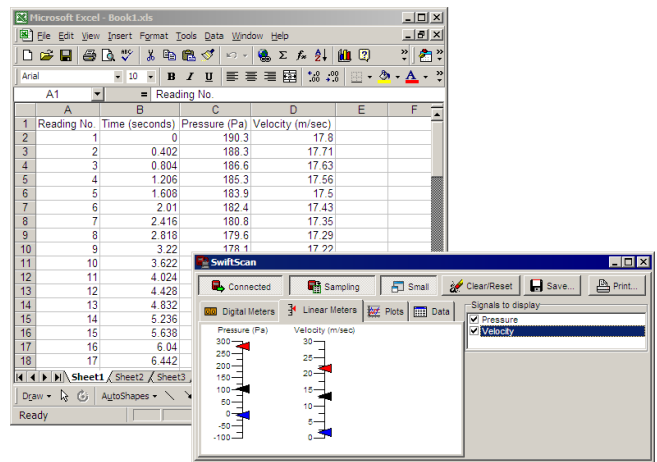 Microsoft Excel - Book1.xls
File Edit View Insert Format Tools Data Window Help
Arial 10 B I U
A1 = Reading No.
A B C D E F
1 Reading No. Time (seconds) Pressure (Pa) Velocity (m/sec)
2 1 0 190.3 17.8
3 2 0.402 188.3 17.71
4 3 0.804 186.6 17.63
5 4 1.206 185.3 17.56
6 5 1.608 183.9 17.5
7 6 2.01 182.4 17.43
8 7 2.416 180.8 17.35
9 8 2.818 179.6 17.29
10 9 3.22 178.1 17.22
11 10 3.622
12 11 4.024
13 12 4.428
14 13 4.832
15 14 5.236
16 15 5.638
17 16 6.04
18 17 6.442
Sheet1 Sheet2 Sheet3
Draw AutoShapes
Ready
SwiftScan
Connected Sampling Small Clear/Reset Save... Print...
Digital Meters Linear Meters Plots Data
Signals to display
Pressure
Velocity
Pressure (Pa) Velocity (m/sec)
300 30
250 25
200 20
150 15
100 10
50 5
0 0
-50
-100